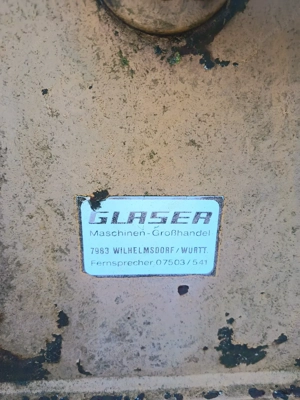 GLASER
Maschinen-Großhandel
7983 WILHELMSDORF/WÜRTT.
Fernsprecher 07503/541